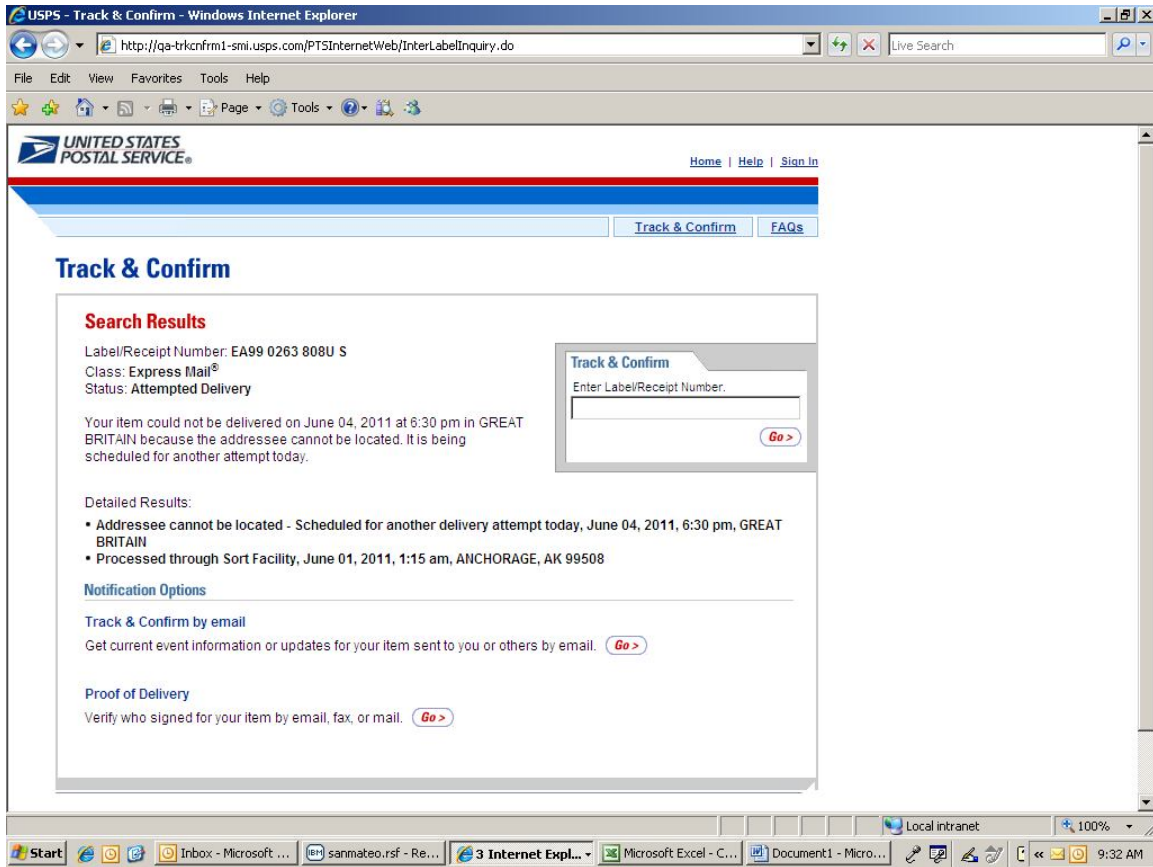 USPS - Track & Confirm - Windows Internet Explorer
http://qa-trkcnfrm1-smi.usps.com/PTSInternetWeb/InterLabelInquiry.do
Live Search
File Edit View Favorites Tools Help
Page Tools
UNITED STATES
POSTAL SERVICE®
Home | Help | Sign In
Track & Confirm FAQs
Track & Confirm
Search Results
Label/Receipt Number: EA99 0263 808U S
Class: Express Mail®
Status: Attempted Delivery
Your item could not be delivered on June 04, 2011 at 6:30 pm in GREAT
BRITAIN because the addressee cannot be located. It is being
scheduled for another attempt today.
Track & Confirm
Enter Label/Receipt Number.
Go >
Detailed Results:
• Addressee cannot be located - Scheduled for another delivery attempt today, June 04, 2011, 6:30 pm, GREAT
BRITAIN
• Processed through Sort Facility, June 01, 2011, 1:15 am, ANCHORAGE, AK 99508
Notification Options
Track & Confirm by email
Get current event information or updates for your item sent to you or others by email. Go >
Proof of Delivery
Verify who signed for your item by email, fax, or mail. Go >
Local intranet 100%
Start Inbox - Microsoft ... IBM sanmateo.rsf - Re... 3 Internet Expl... Microsoft Excel - C... Document1 - Micro... « 9:32 AM